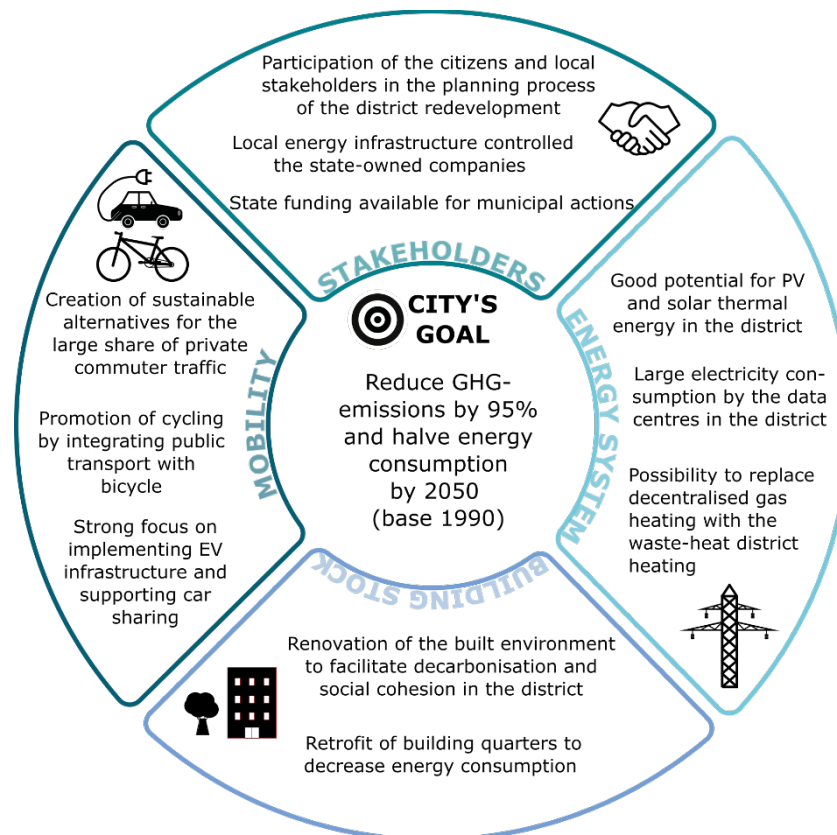 Participation of the citizens and local
stakeholders in the planning process
of the district redevelopment
Local energy infrastructure controlled
the state-owned companies
State funding available for municipal actions
STAKEHOLDERS
CITY'S
GOAL
Reduce GHG-
emissions by 95%
and halve energy
consumption
by 2050
(base 1990)
ENERGY SYSTEM
Good potential for PV
and solar thermal
energy in the district
Large electricity con-
sumption by the data
centres in the district
Possibility to replace
decentralised gas
heating with the
waste-heat district
heating
BUILDING STOCK
Renovation of the built environment
to facilitate decarbonisation and
social cohesion in the district
Retrofit of building quarters to
decrease energy consumption
MOBILITY
Creation of sustainable
alternatives for the
large share of private
commuter traffic
Promotion of cycling
by integrating public
transport with
bicycle
Strong focus on
implementing EV
infrastructure and
supporting car
sharing